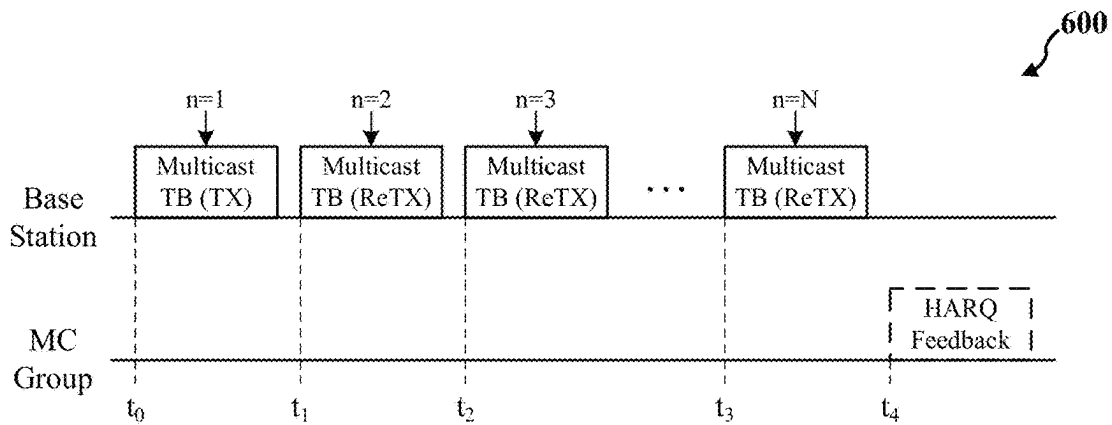 600
n=1 n=2 n=3 n=N
Multicast TB (TX)
Multicast TB (ReTX)
Multicast TB (ReTX)
...
Multicast TB (ReTX)
Base Station
HARQ Feedback
MC Group
t0 t1 t2 t3 t4